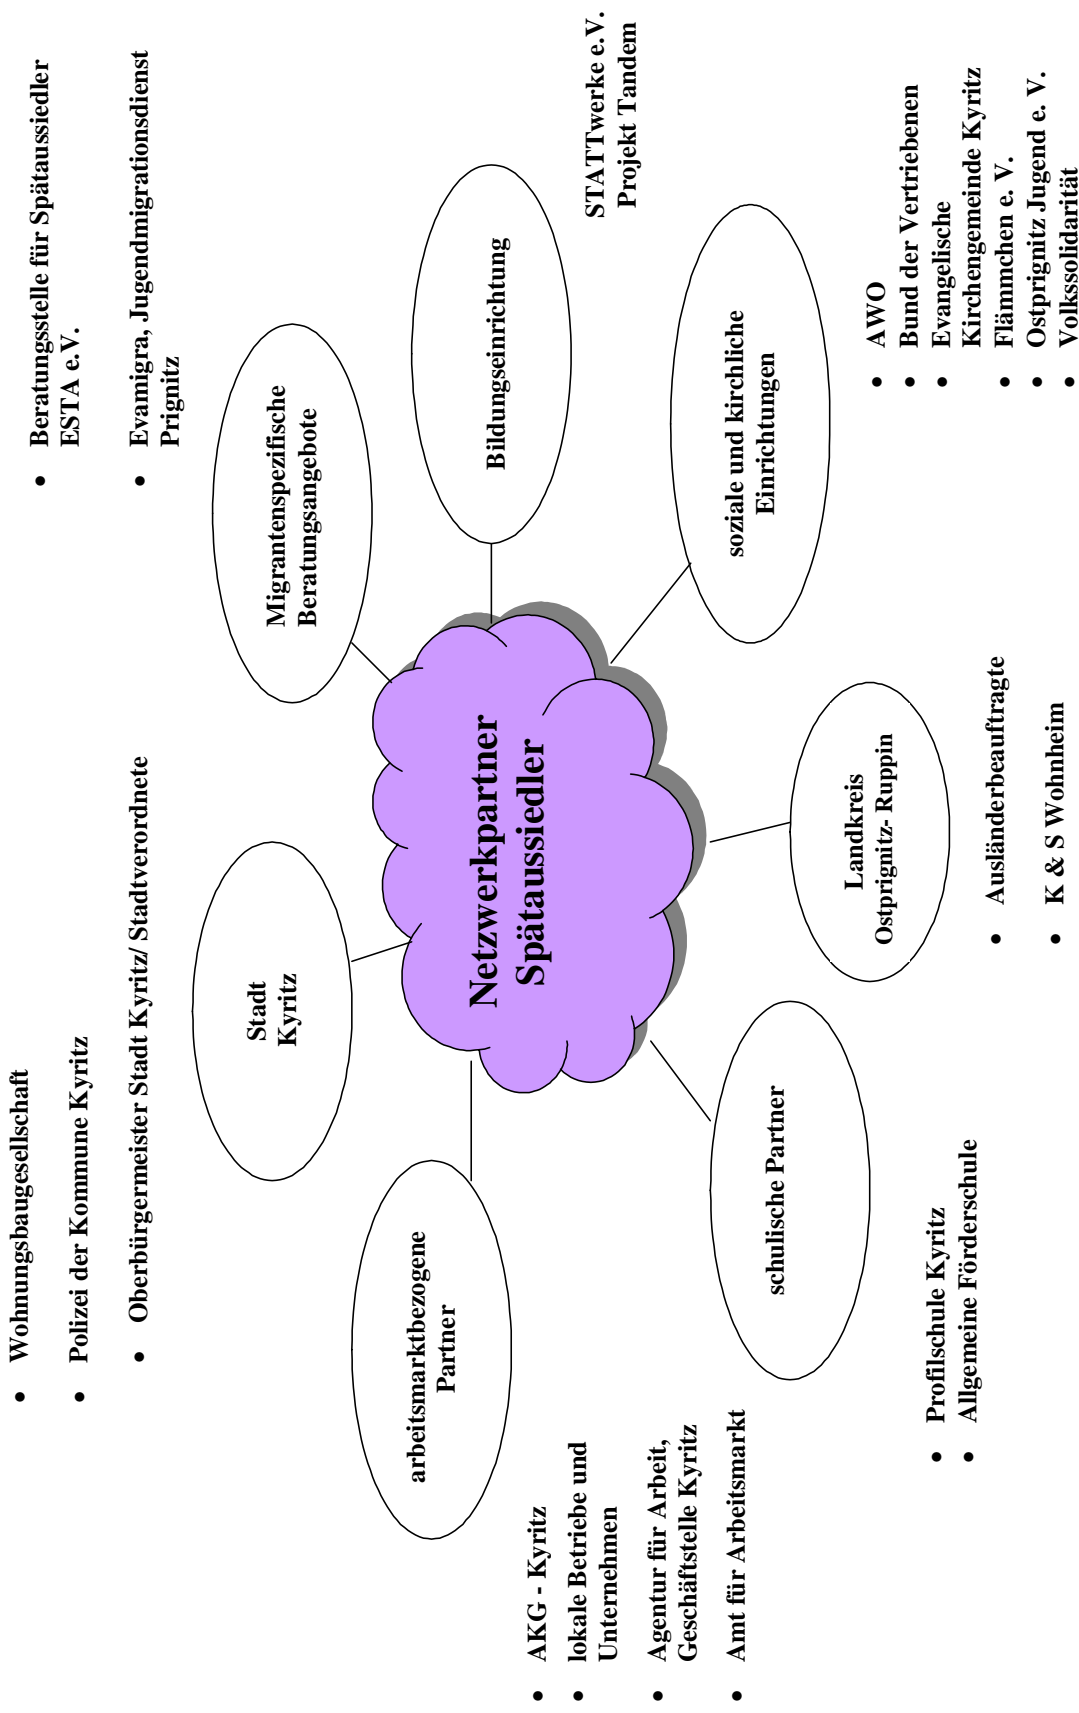 • Wohnungsbaugesellschaft
• Polizei der Kommune Kyritz
• Oberbürgermeister Stadt Kyritz/ Stadtverordnete
• Beratungsstelle für Spätaussiedler
ESTA e.V.
• Evamigra, Jugendmigrationsdienst
Prignitz
Stadt
Kyritz
Migrantenspezifische
Beratungsangebote
arbeitsmarktbezogene
Partner
Netzwerkpartner
Spätaussiedler
Bildungseinrichtung
STATTwerke e.V.
Projekt Tandem
• AKG - Kyritz
• lokale Betriebe und
Unternehmen
• Agentur für Arbeit,
Geschäftstelle Kyritz
• Amt für Arbeitsmarkt
schulische Partner
Landkreis
Ostprignitz- Ruppin
soziale und kirchliche
Einrichtungen
• Profilschule Kyritz
• Allgemeine Förderschule
• Ausländerbeauftragte
• K & S Wohnheim
• AWO
• Bund der Vertriebenen
• Evangelische
Kirchengemeinde Kyritz
• Flämmchen e. V.
• Ostprignitz Jugend e. V.
• Volkssolidarität